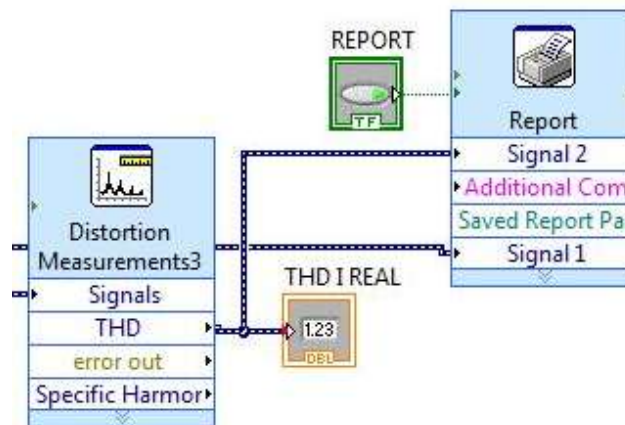 REPORT
TF
Report
Signal 2
Additional Com
Saved Report Pa
Signal 1
Distortion
Measurements3
Signals
THD
error out
Specific Harmor
THD I REAL
1.23
DBL